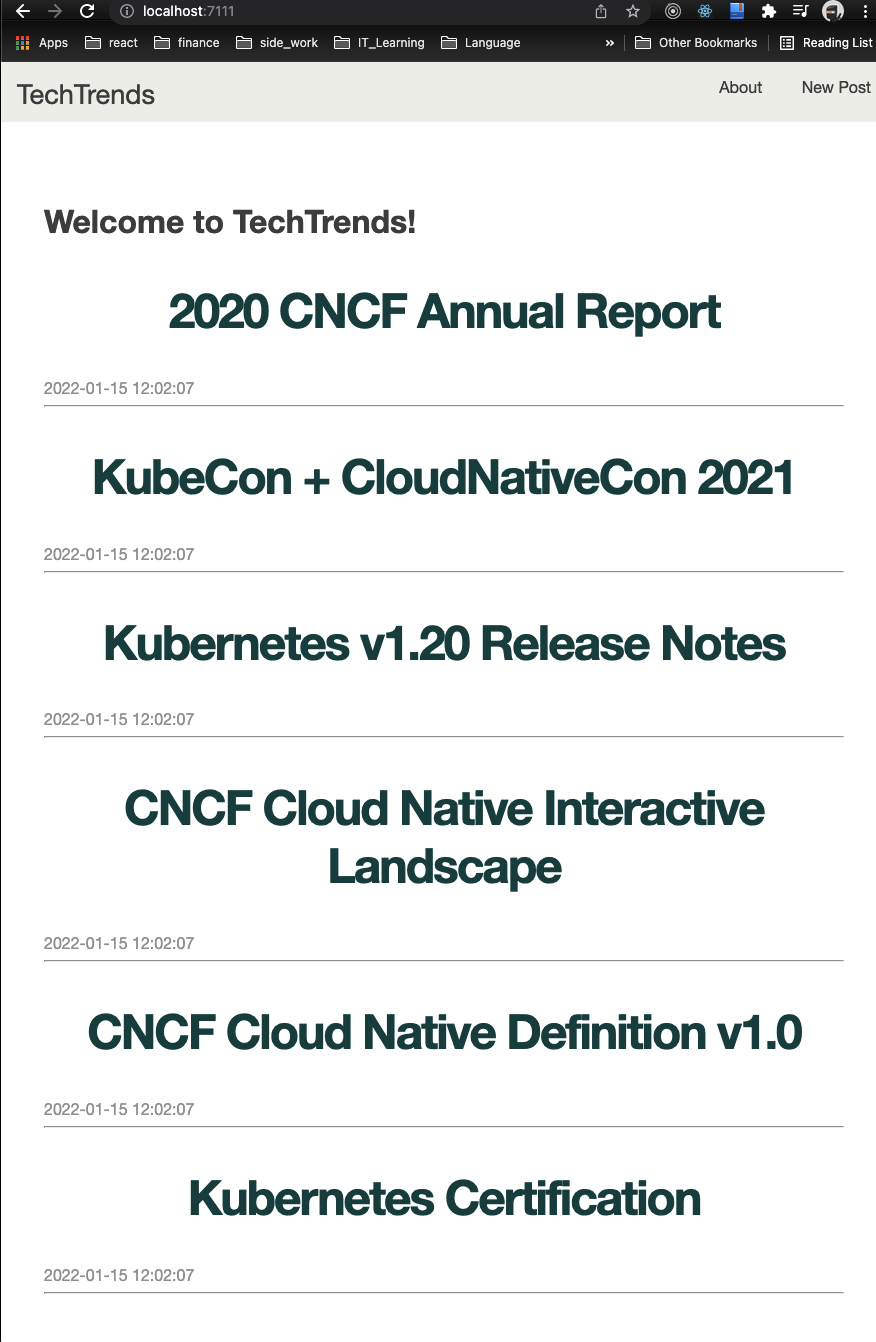 localhost:7111
Apps react finance side_work IT_Learning Language » Other Bookmarks Reading List
TechTrends About New Post
Welcome to TechTrends!
2020 CNCF Annual Report
2022-01-15 12:02:07
KubeCon + CloudNativeCon 2021
2022-01-15 12:02:07
Kubernetes v1.20 Release Notes
2022-01-15 12:02:07
CNCF Cloud Native Interactive
Landscape
2022-01-15 12:02:07
CNCF Cloud Native Definition v1.0
2022-01-15 12:02:07
Kubernetes Certification
2022-01-15 12:02:07